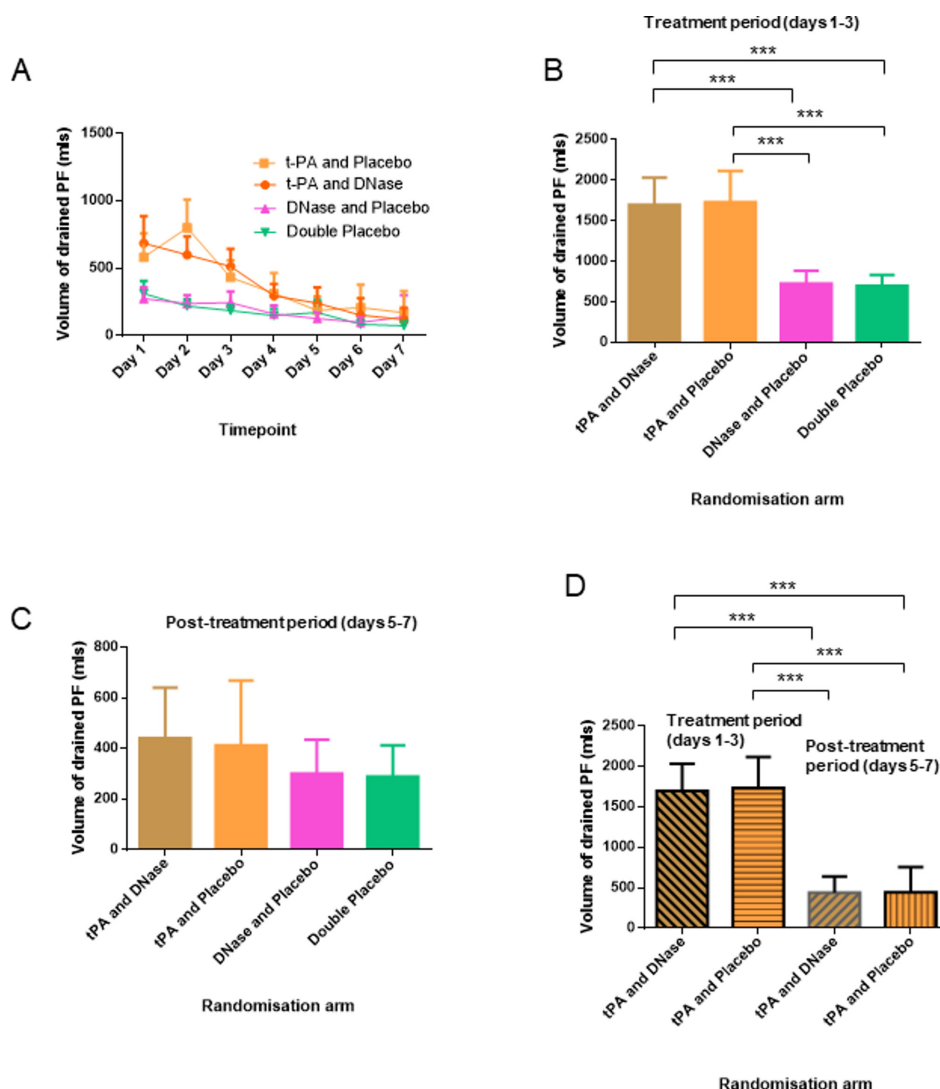 A
Volume of drained PF (mls)
1500
1000
500
0
t-PA and Placebo
t-PA and DNase
DNase and Placebo
Double Placebo
Day 1
Day 2
Day 3
Day 4
Day 5
Day 6
Day 7
Timepoint
B
Treatment period (days 1-3)
***
***
***
***
Volume of drained PF (mls)
2500
2000
1500
1000
500
0
tPA and DNase
tPA and Placebo
DNase and Placebo
Double Placebo
Randomisation arm
C
Post-treatment period (days 5-7)
Volume of drained PF (mls)
800
600
400
200
0
tPA and DNase
tPA and Placebo
DNase and Placebo
Double Placebo
Randomisation arm
D
***
***
***
***
Volume of drained PF (mls)
2500
2000
1500
1000
500
0
Treatment period
(days 1-3)
Post-treatment
period (days 5-7)
tPA and DNase
tPA and Placebo
tPA and DNase
tPA and Placebo
Randomisation arm